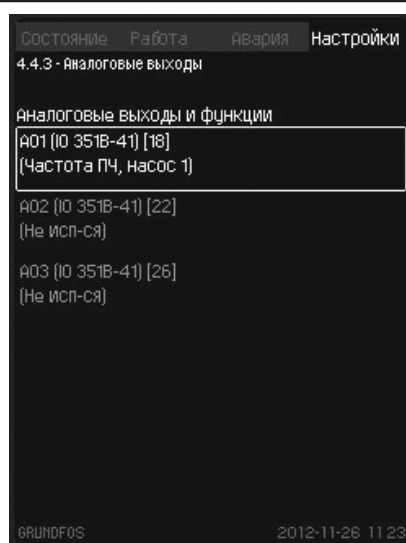 Состояние Работа Авария Настройки
4.4.3 - Аналоговые выходы
Аналоговые выходы и функции
AO1 (IO 351B-41) [18]
(Частота ПЧ, насос 1)
AO2 (IO 351B-41) [22]
(Не исп-ся)
AO3 (IO 351B-41) [26]
(Не исп-ся)
GRUNDFOS 2012-11-26 11:23